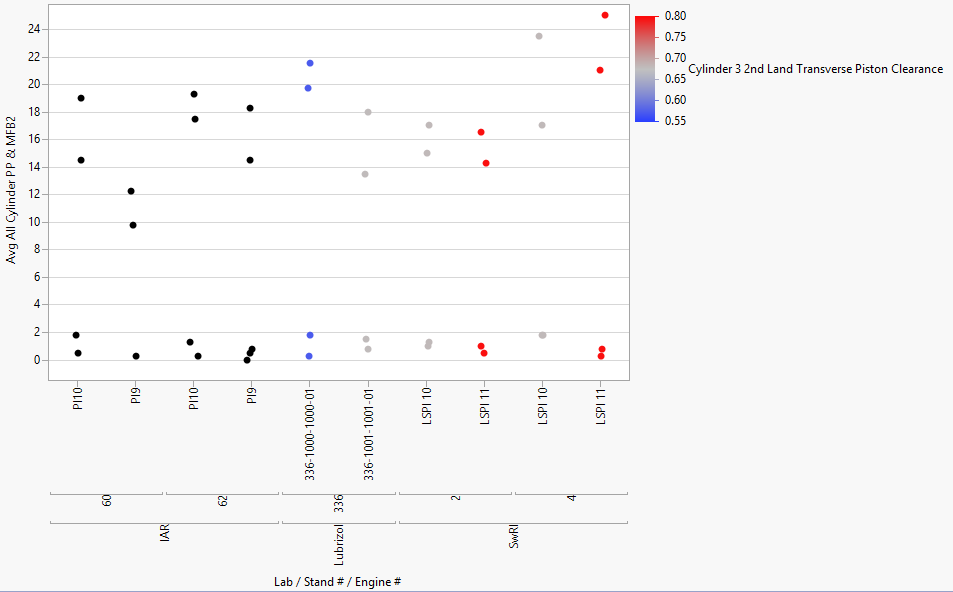 Avg All Cylinder PP & MFB2
24
22
20
18
16
14
12
10
8
6
4
2
0
PI10
PI9
PI10
PI9
336-1000-1000-01
336-1001-1001-01
LSPI 10
LSPI 11
LSPI 10
LSPI 11
60
62
336
2
4
IAR
Lubrizol
SwRI
Lab / Stand # / Engine #
0.80
0.75
0.70
0.65
0.60
0.55
Cylinder 3 2nd Land Transverse Piston Clearance